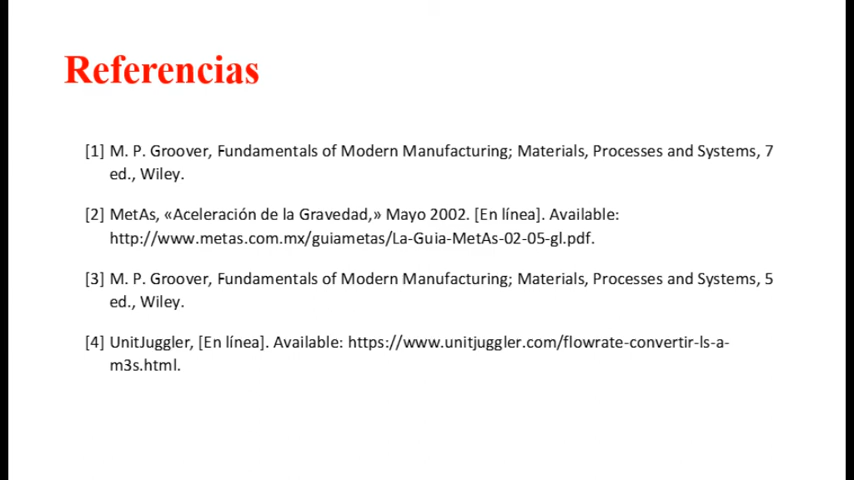 Referencias
[1] M. P. Groover, Fundamentals of Modern Manufacturing; Materials, Processes and Systems, 7
ed., Wiley.
[2] MetAs, «Aceleración de la Gravedad,» Mayo 2002. [En línea]. Available:
http://www.metas.com.mx/guiametas/La-Guia-MetAs-02-05-gl.pdf.
[3] M. P. Groover, Fundamentals of Modern Manufacturing; Materials, Processes and Systems, 5
ed., Wiley.
[4] UnitJuggler, [En línea]. Available: https://www.unitjuggler.com/flowrate-convertir-ls-a-
m3s.html.